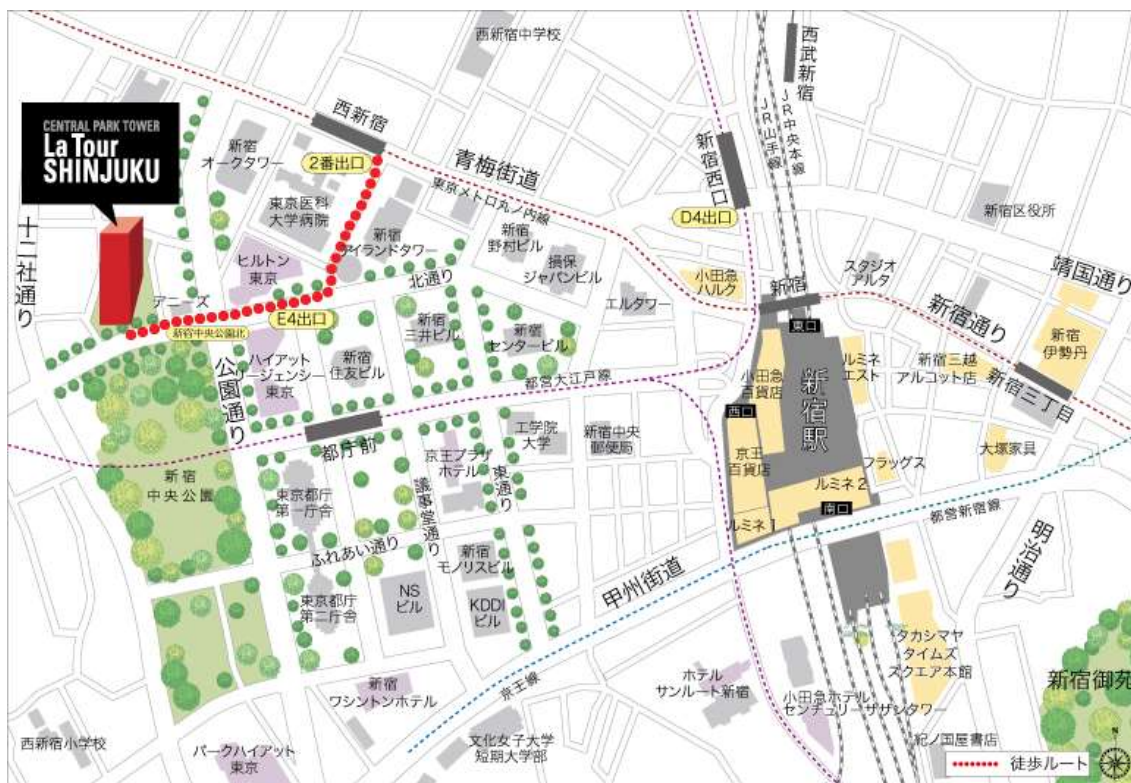 西新宿中学校
西武新宿
JR山手線
JR中央本線
CENTRAL PARK TOWER
La Tour
SHINJUKU
西新宿
2番出口
新宿
オークタワー
青梅街道
新宿西口
東京メトロ丸ノ内線
D4出口
新宿区役所
東京医科
大学病院
新宿
アイランドタワー
新宿
野村ビル
損保
ジャパンビル
十二社通り
ヒルトン
東京
北通り
小田急
ハルク
新宿
スタジオ
アルタ
靖国通り
新宿通り
デニーズ
E4出口
新宿中央公園北
エルタワー
東口
新宿
三井ビル
新宿
センタービル
新宿
伊勢丹
公園通り
ハイアット
リージェンシー
東京
新宿
住友ビル
都営大江戸線
小田急
百貨店
新宿駅
ルミネ
エスト
新宿三越
アルコット店
新宿三丁目
西口
都庁前
工学院
大学
新宿中央
郵便局
京王
百貨店
大塚家具
フラッグス
新宿
中央公園
東京都庁
第一庁舎
京王プラザ
ホテル
議事堂通り
東通り
ルミネ2
南口
ルミネ1
都営新宿線
ふれあい通り
新宿
モノリスビル
甲州街道
明治通り
東京都庁
第二庁舎
NS
ビル
KDDI
ビル
タカシマヤ
タイムズ
スクエア本館
新宿
ワシントンホテル
京王線
ホテル
サンルート新宿
小田急ホテル
センチュリーサザンタワー
新宿御苑
西新宿小学校
パークハイアット
東京
文化女子大学
短期大学部
紀ノ国屋書店
N
徒歩ルート